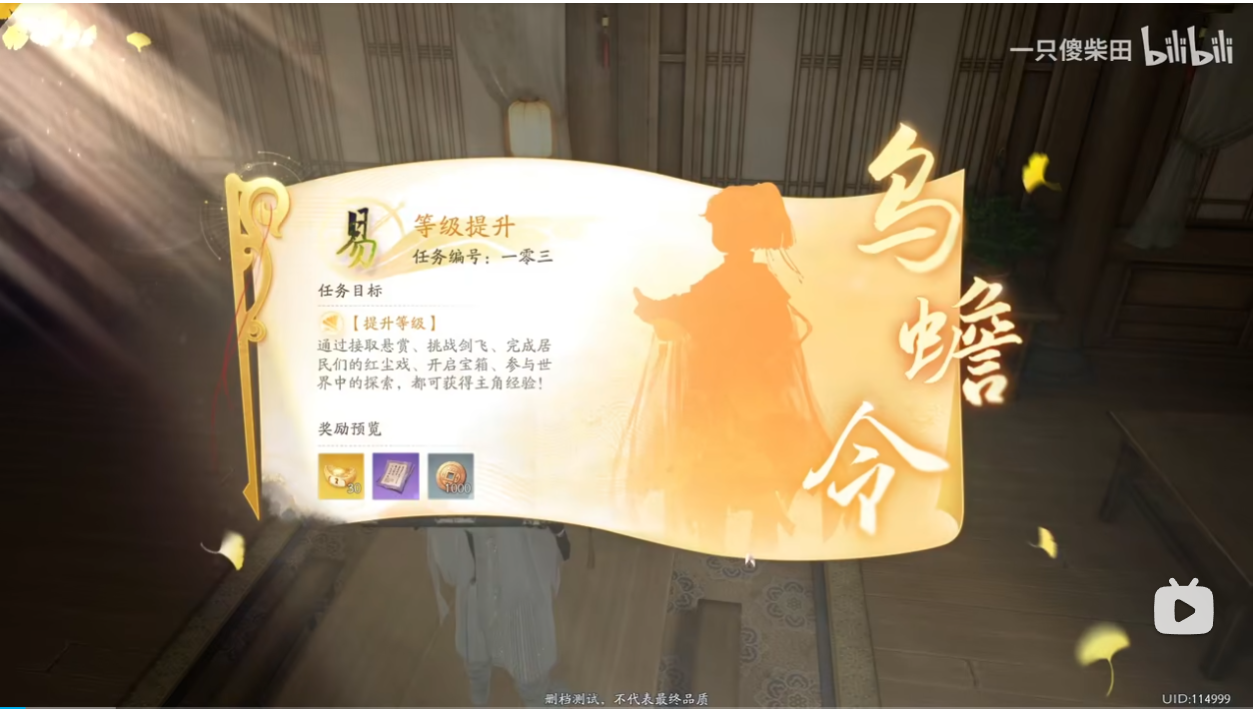 一只傻柴田 bilibili
易
等级提升
任务编号：一零三
任务目标
【提升等级】
通过接取悬赏、挑战剑飞、完成居
民们的红尘戏、开启宝箱、参与世
界中的探索，都可获得主角经验！
奖励预览
30
1000
乌
蟾
令
删档测试，不代表最终品质
UID:114999